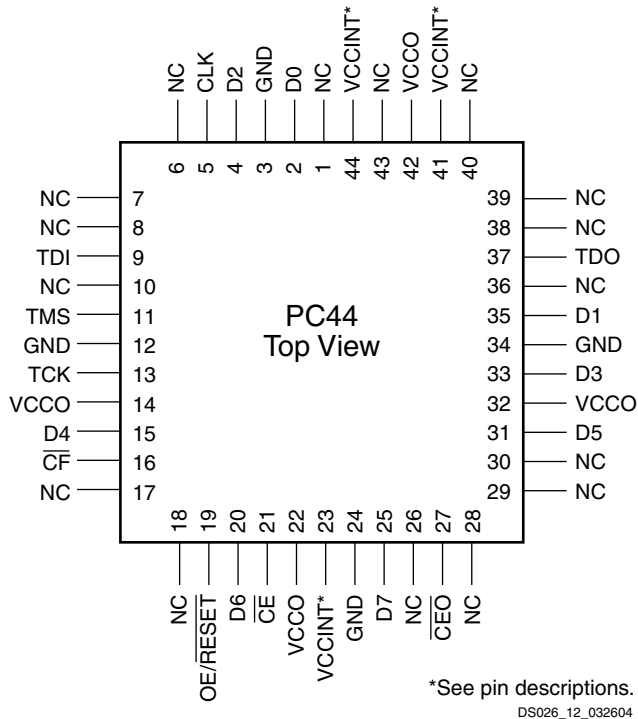 NC CLK D2 GND D0 NC VCCINT* NC VCCO VCCINT* NC
6 5 4 3 2 1 44 43 42 41 40
NC 7 39 NC
NC 8 38 NC
TDI 9 37 TDO
NC 10 36 NC
TMS 11 35 D1
GND 12 34 GND
TCK 13 33 D3
VCCO 14 32 VCCO
D4 15 31 D5
C̅F̅ 16 30 NC
NC 17 29 NC
PC44
Top View
18 19 20 21 22 23 24 25 26 27 28
NC OE/R̅E̅S̅E̅T̅ D6 C̅E̅ VCCO VCCINT* GND D7 NC C̅E̅O̅ NC
*See pin descriptions.
DS026_12_032604